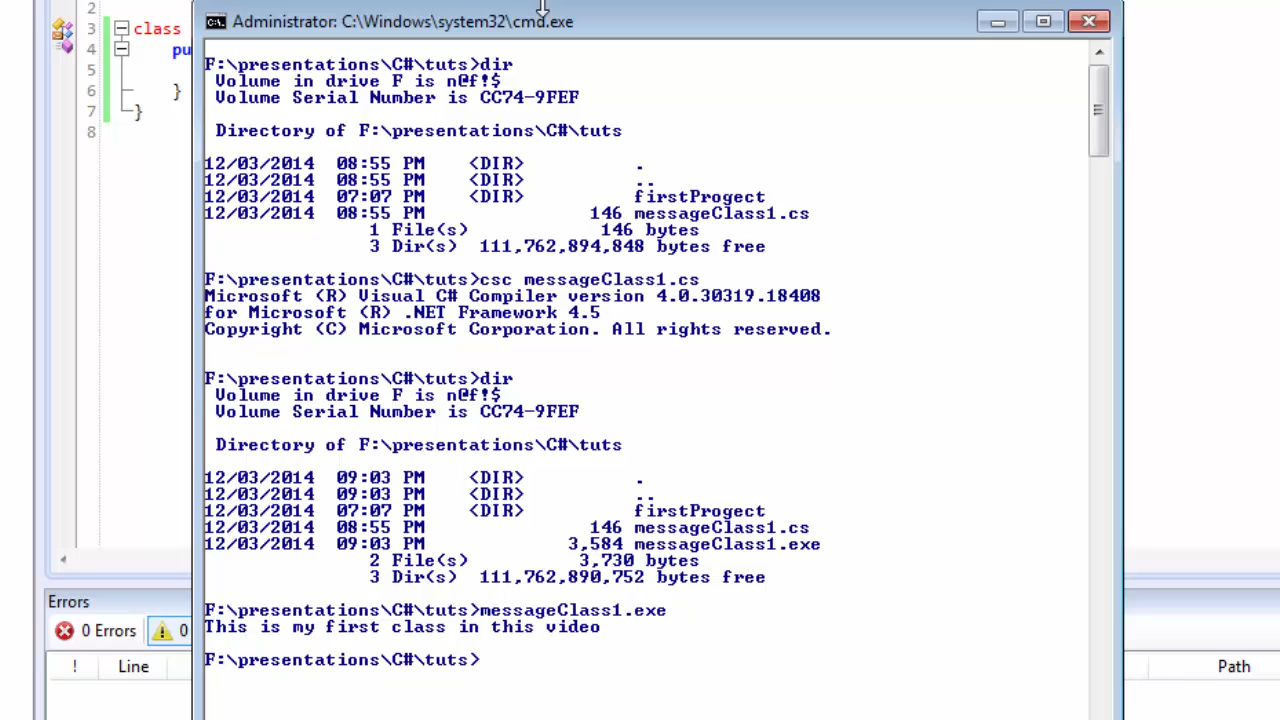 Administrator: C:\Windows\system32\cmd.exe
2
3 class
4 pu
5
6 }
7 }
8
F:\presentations\C#\tuts>dir
Volume in drive F is n@f!$
Volume Serial Number is CC74-9FEF
Directory of F:\presentations\C#\tuts
12/03/2014 08:55 PM <DIR> .
12/03/2014 08:55 PM <DIR> ..
12/03/2014 07:07 PM <DIR> firstProgect
12/03/2014 08:55 PM 146 messageClass1.cs
1 File(s) 146 bytes
3 Dir(s) 111,762,894,848 bytes free
F:\presentations\C#\tuts>csc messageClass1.cs
Microsoft (R) Visual C# Compiler version 4.0.30319.18408
for Microsoft (R) .NET Framework 4.5
Copyright (C) Microsoft Corporation. All rights reserved.
F:\presentations\C#\tuts>dir
Volume in drive F is n@f!$
Volume Serial Number is CC74-9FEF
Directory of F:\presentations\C#\tuts
12/03/2014 09:03 PM <DIR> .
12/03/2014 09:03 PM <DIR> ..
12/03/2014 07:07 PM <DIR> firstProgect
12/03/2014 08:55 PM 146 messageClass1.cs
12/03/2014 09:03 PM 3,584 messageClass1.exe
2 File(s) 3,730 bytes
3 Dir(s) 111,762,890,752 bytes free
F:\presentations\C#\tuts>messageClass1.exe
This is my first class in this video
F:\presentations\C#\tuts>
Errors
0 Errors 0
! Line Path